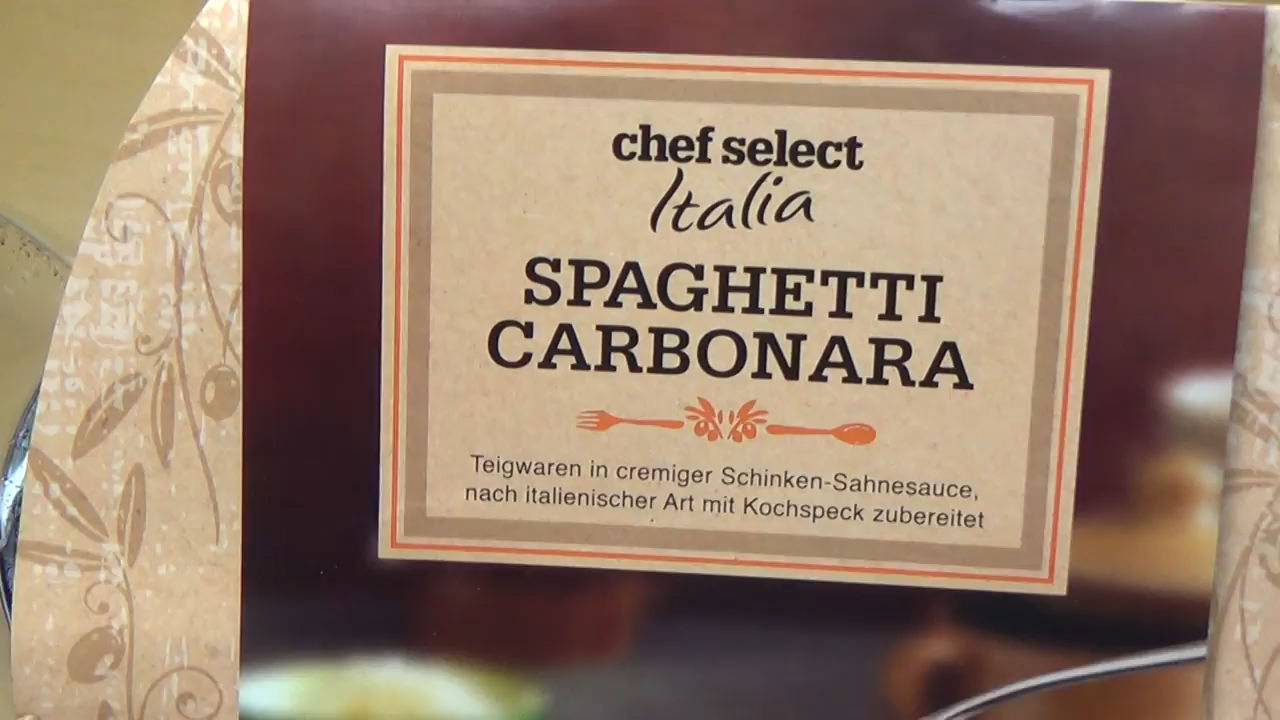 chef select
Italia
SPAGHETTI
CARBONARA
Teigwaren in cremiger Schinken-Sahnesauce,
nach italienischer Art mit Kochspeck zubereitet